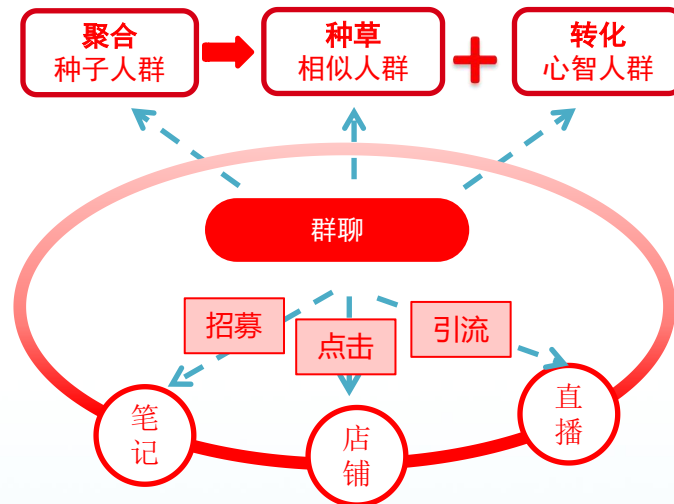 聚合
种子人群
种草
相似人群
转化
心智人群
群聊
招募
点击
引流
笔记
店铺
直播